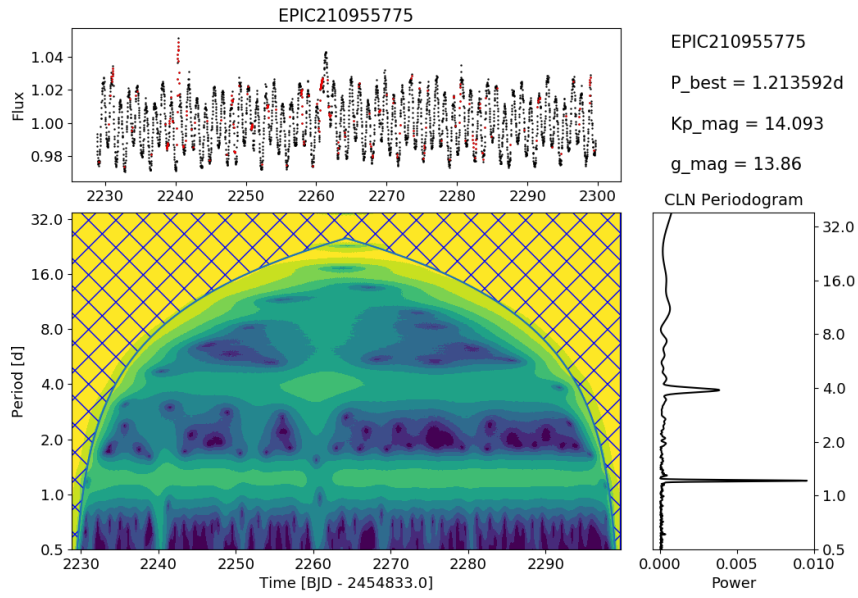 EPIC210955775
Flux
1.04
1.02
1.00
0.98
2230 2240 2250 2260 2270 2280 2290 2300
EPIC210955775
P_best = 1.213592d
Kp_mag = 14.093
g_mag = 13.86
Period [d]
32.0
16.0
8.0
4.0
2.0
1.0
0.5
2230 2240 2250 2260 2270 2280 2290
Time [BJD - 2454833.0]
CLN Periodogram
32.0
16.0
8.0
4.0
2.0
1.0
0.5
0.000 0.005 0.010
Power